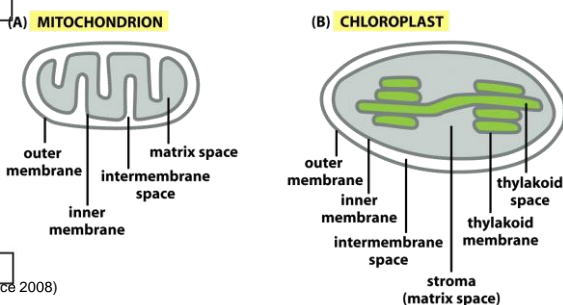 (A) MITOCHONDRION
outer
membrane
inner
membrane
intermembrane
space
matrix space
(B) CHLOROPLAST
outer
membrane
inner
membrane
intermembrane
space
stroma
(matrix space)
thylakoid
membrane
thylakoid
space
2008)